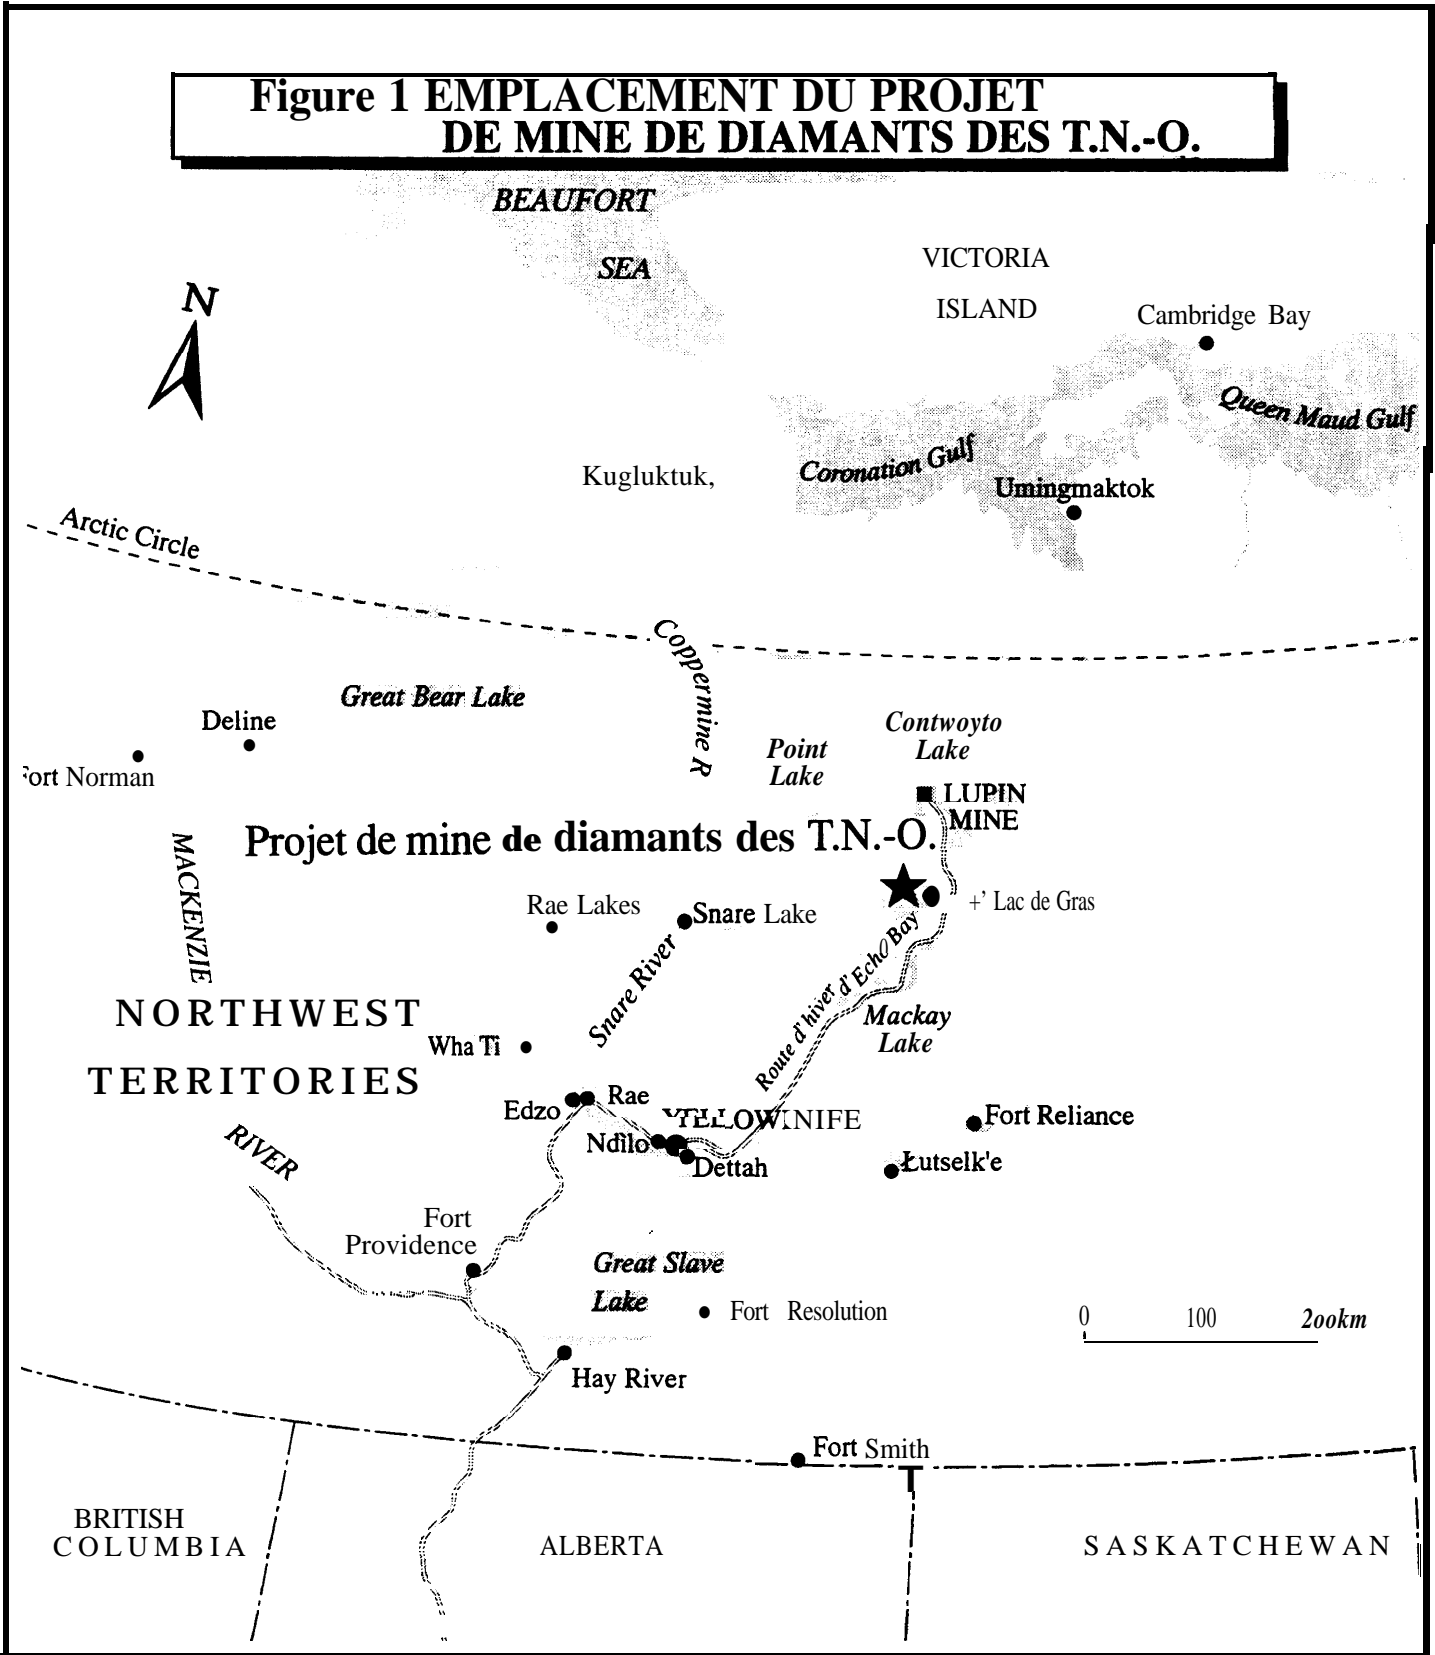 Figure 1 EMPLACEMENT DU PROJET
DE MINE DE DIAMANTS DES T.N.-O.
BEAUFORT
SEA
VICTORIA
ISLAND
Cambridge Bay
N
Queen Maud Gulf
Coronation Gulf
Kugluktuk,
Umingmaktok
Arctic Circle
Coppermine R
Great Bear Lake
Deline
Fort Norman
Contwoyto
Lake
Point
Lake
LUPIN
MINE
Projet de mine de diamants des T.N.-O.
MACKENZIE
Rae Lakes
Snare Lake
+' Lac de Gras
Snare River
Route d'hiver d'Echo Bay
NORTHWEST
TERRITORIES
Mackay
Lake
Wha Ti
Edzo
Rae
YELLOWKNIFE
Fort Reliance
Ndilo
Dettah
Łutselk'e
RIVER
Fort
Providence
Great Slave
Lake
Fort Resolution
0 100 200km
Hay River
Fort Smith
BRITISH
COLUMBIA
ALBERTA
SASKATCHEWAN